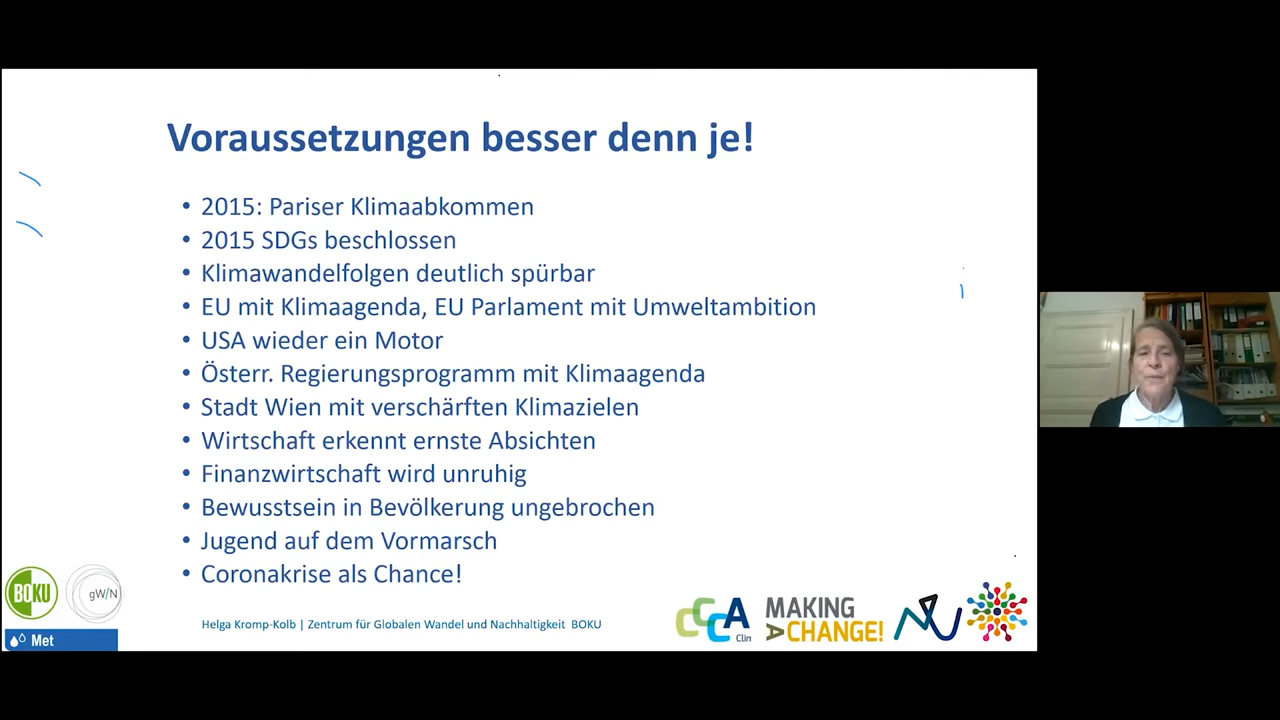 Voraussetzungen besser denn je!
• 2015: Pariser Klimaabkommen
• 2015 SDGs beschlossen
• Klimawandelfolgen deutlich spürbar
• EU mit Klimaagenda, EU Parlament mit Umweltambition
• USA wieder ein Motor
• Österr. Regierungsprogramm mit Klimaagenda
• Stadt Wien mit verschärften Klimazielen
• Wirtschaft erkennt ernste Absichten
• Finanzwirtschaft wird unruhig
• Bewusstsein in Bevölkerung ungebrochen
• Jugend auf dem Vormarsch
• Coronakrise als Chance!
BOKU
gW/N
Met
Helga Kromp-Kolb | Zentrum für Globalen Wandel und Nachhaltigkeit BOKU
CCCA
Clin
MAKING
A CHANGE!